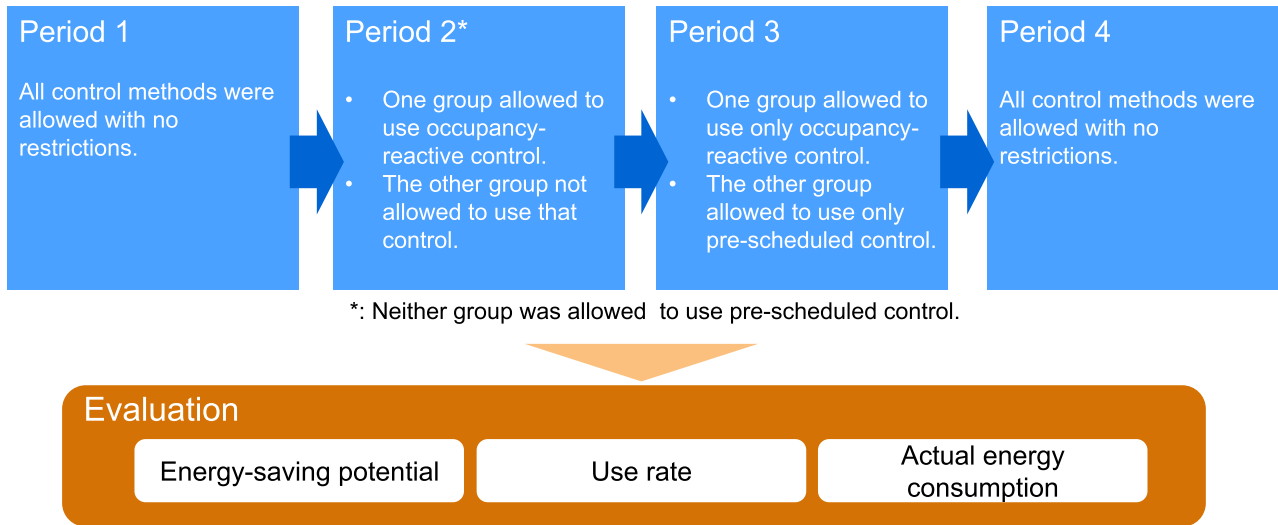 Period 1
All control methods were
allowed with no
restrictions.
Period 2*
• One group allowed to
use occupancy-
reactive control.
• The other group not
allowed to use that
control.
Period 3
• One group allowed to
use only occupancy-
reactive control.
• The other group
allowed to use only
pre-scheduled control.
Period 4
All control methods were
allowed with no
restrictions.
*: Neither group was allowed  to use pre-scheduled control.
Evaluation
Energy-saving potential
Use rate
Actual energy
consumption